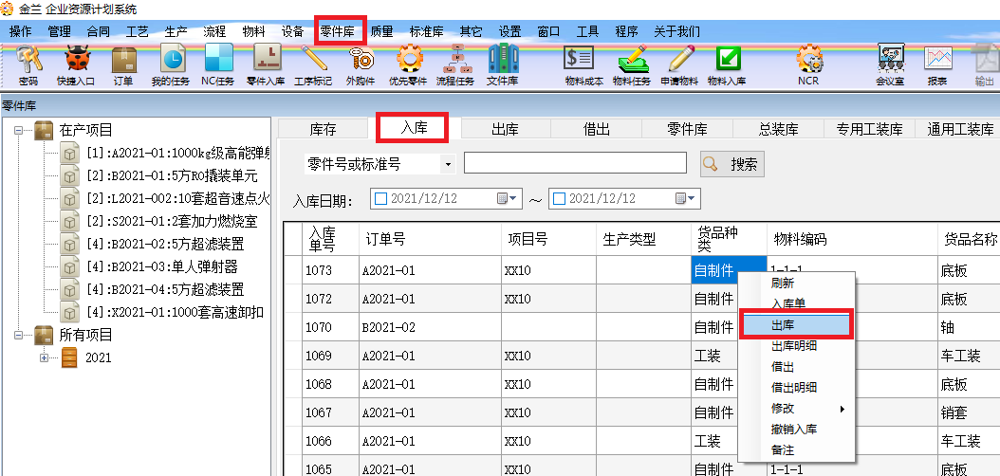 金兰 企业资源计划系统
操作 管理 合同 工艺 生产 流程 物料 设备 零件库 质量 标准库 其它 设置 窗口 工具 程序 关于我们
密码 快捷入口 订单 我的任务 NC任务 零件入库 工序标记 外购件 优先零件 流程任务 文件库 物料成本 物料任务 申请物料 物料入库 NCR 会议室 报表 输出
零件库
在产项目
[1]:A2021-01:1000kg级高能弹射
[2]:B2021-01:5方RO撬装单元
[2]:L2021-002:10套超音速点火
[2]:S2021-01:2套加力燃烧室
[4]:B2021-02:5方超滤装置
[4]:B2021-03:单人弹射器
[4]:B2021-04:5方超滤装置
[4]:X2021-01:1000套高速卸扣
所有项目
2021
库存 入库 出库 借出 零件库 总装库 专用工装库 通用工装库
零件号或标准号 搜索
入库日期: 2021/12/12 ～ 2021/12/12
入库单号 订单号 项目号 生产类型 货品种类 物料编码 货品名称
1073 A2021-01 XX10 自制件 1-1-1 底板
1072 A2021-01 XX10 自制件 底板
1070 B2021-02 自制件 轴
1069 A2021-01 XX10 工装 车工装
1068 A2021-01 XX10 自制件 底板
1067 A2021-01 XX10 自制件 销套
1066 A2021-01 XX10 工装 车工装
1065 A2021-01 XX10 自制件 1-1-1 底板
刷新
入库单
出库
出库明细
借出
借出明细
修改
撤销入库
备注